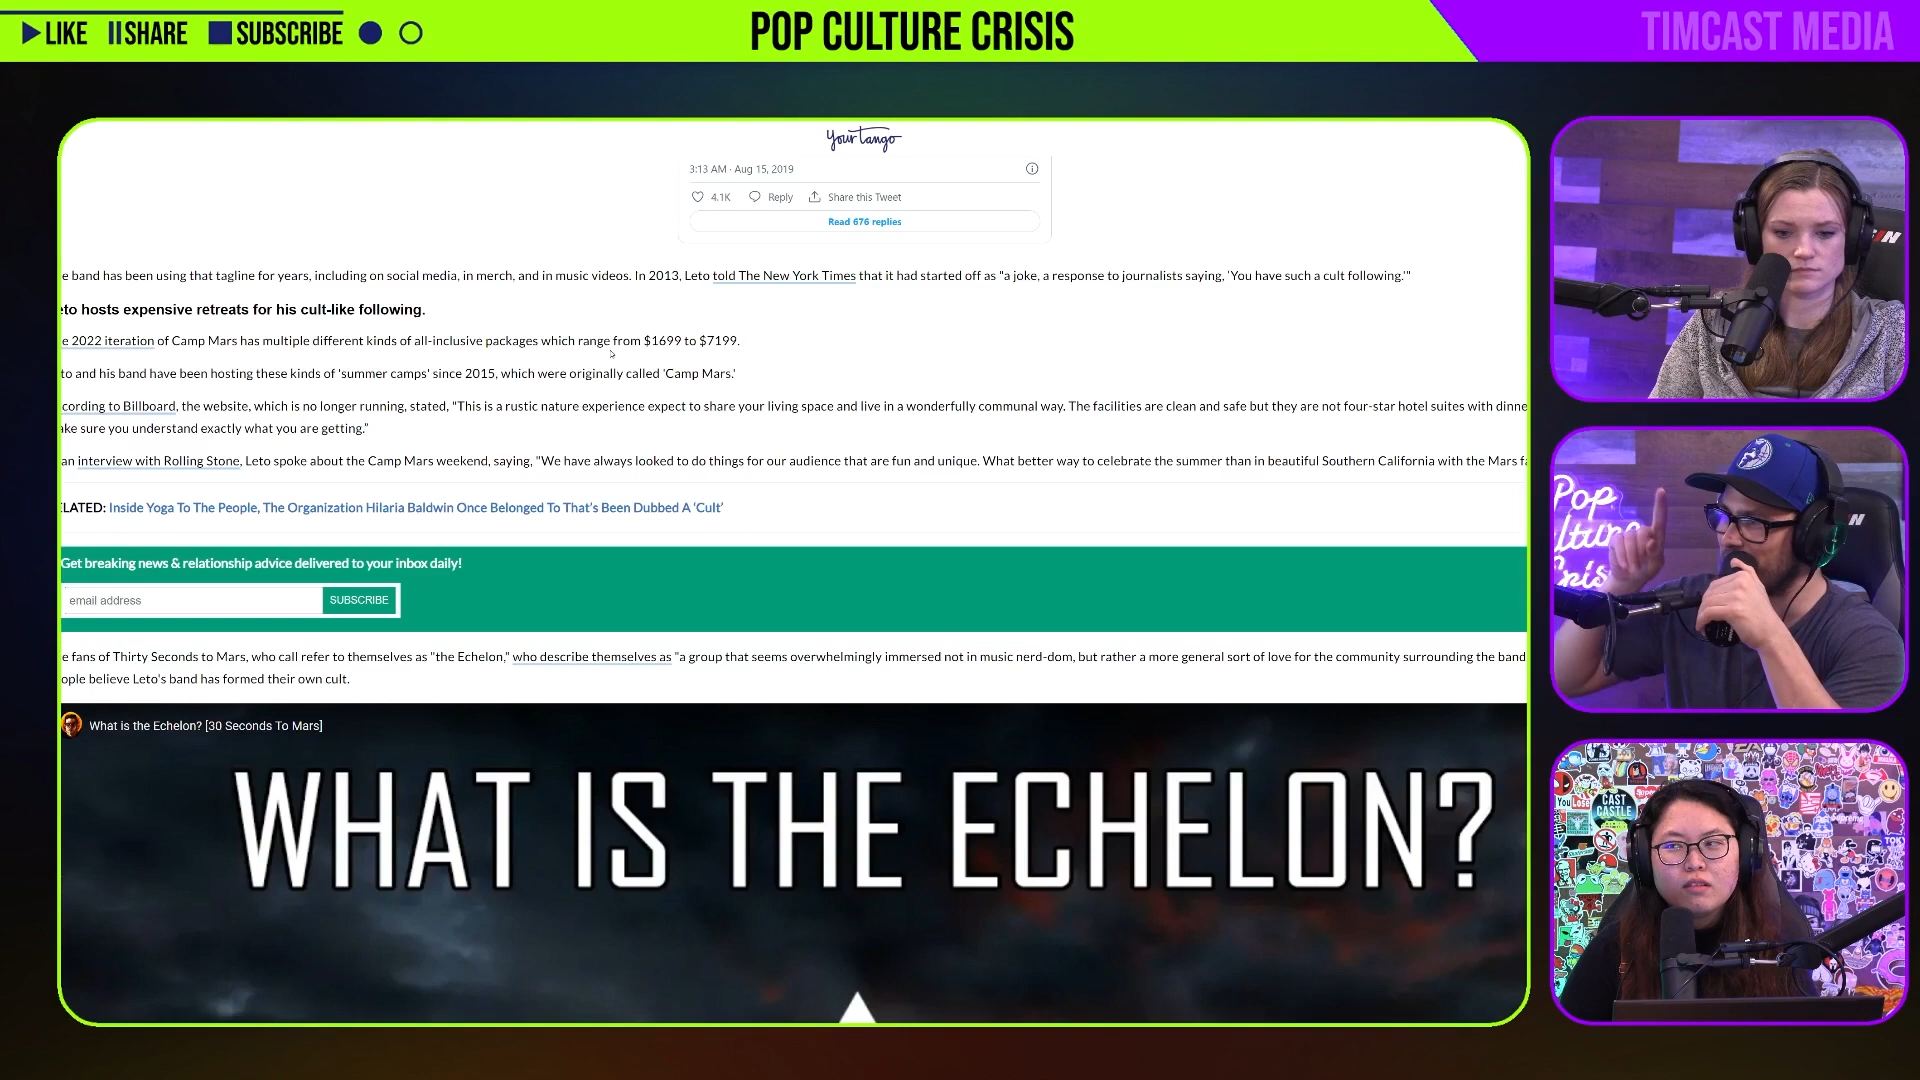 LIKE SHARE SUBSCRIBE
POP CULTURE CRISIS
TIMCAST MEDIA
YourTango
3:13 AM · Aug 15, 2019
4.1K Reply Share this Tweet
Read 676 replies
e band has been using that tagline for years, including on social media, in merch, and in music videos. In 2013, Leto told The New York Times that it had started off as "a joke, a response to journalists saying, 'You have such a cult following.'"
eto hosts expensive retreats for his cult-like following.
e 2022 iteration of Camp Mars has multiple different kinds of all-inclusive packages which range from $1699 to $7199.
to and his band have been hosting these kinds of 'summer camps' since 2015, which were originally called 'Camp Mars.'
cording to Billboard, the website, which is no longer running, stated, "This is a rustic nature experience expect to share your living space and live in a wonderfully communal way. The facilities are clean and safe but they are not four-star hotel suites with dinne
ake sure you understand exactly what you are getting."
an interview with Rolling Stone, Leto spoke about the Camp Mars weekend, saying, "We have always looked to do things for our audience that are fun and unique. What better way to celebrate the summer than in beautiful Southern California with the Mars fa
ELATED: Inside Yoga To The People, The Organization Hilaria Baldwin Once Belonged To That's Been Dubbed A 'Cult'
Get breaking news & relationship advice delivered to your inbox daily!
email address SUBSCRIBE
e fans of Thirty Seconds to Mars, who call refer to themselves as "the Echelon," who describe themselves as "a group that seems overwhelmingly immersed not in music nerd-dom, but rather a more general sort of love for the community surrounding the band
ople believe Leto's band has formed their own cult.
What is the Echelon? [30 Seconds To Mars]
WHAT IS THE ECHELON?
Pop
lture
risis
You Lose
CAST
CASTLE
Supreme